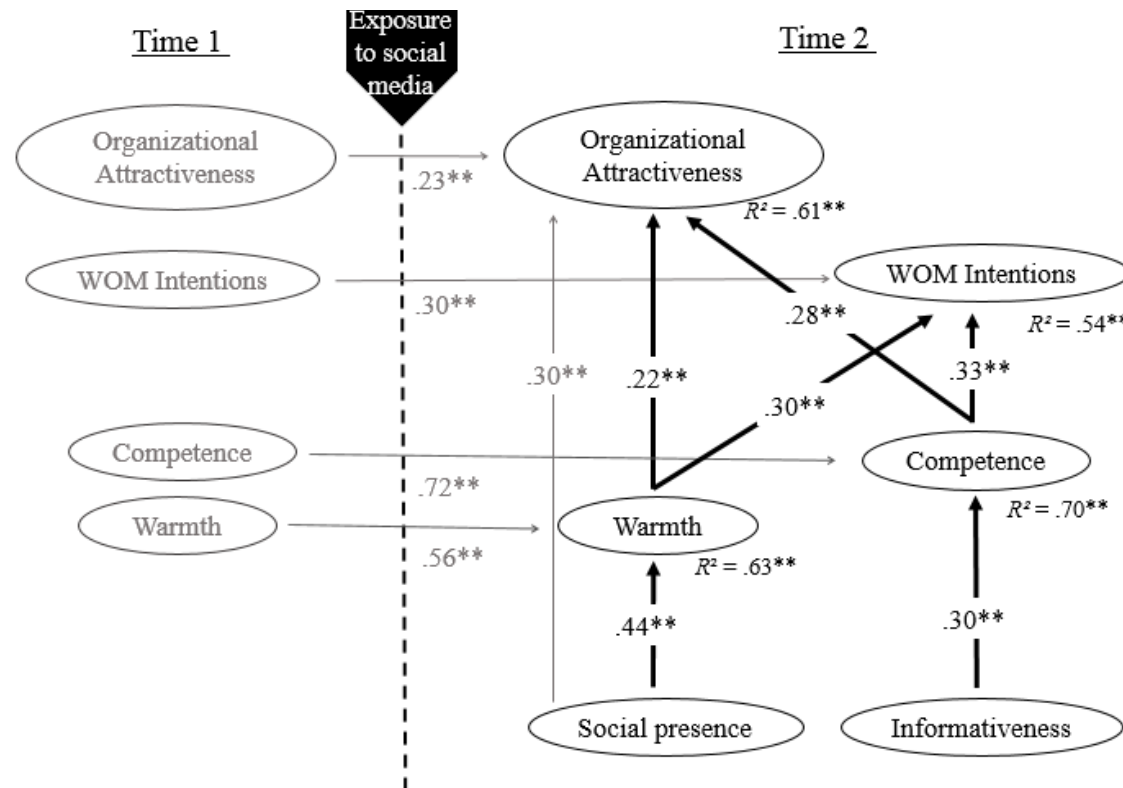 Time 1
Exposure
to social
media
Time 2
Organizational
Attractiveness
.23**
Organizational
Attractiveness
R² = .61**
WOM Intentions
.30**
WOM Intentions
R² = .54**
.28**
.30**
.22**
.30**
.33**
Competence
.72**
Competence
R² = .70**
Warmth
.56**
Warmth
R² = .63**
.44**
.30**
Social presence
Informativeness